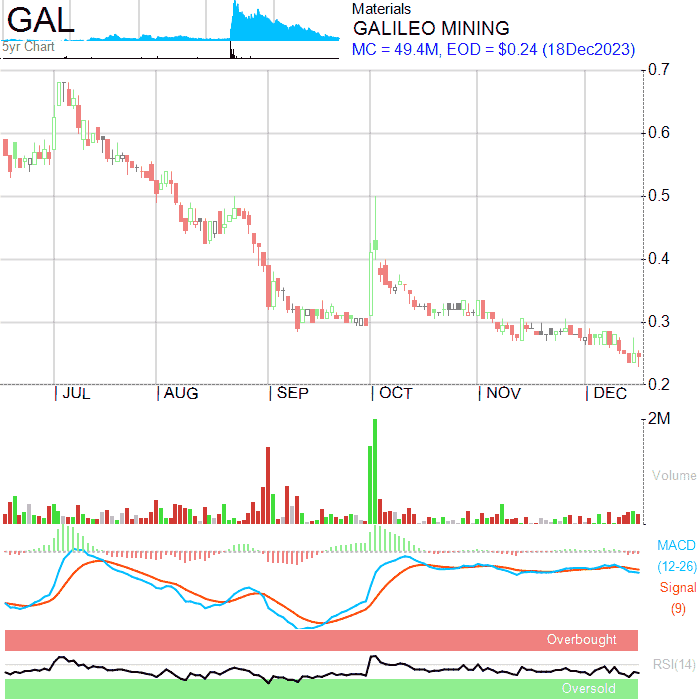 GAL
5yr Chart
Materials
GALILEO MINING
MC = 49.4M, EOD = $0.24 (18Dec2023)
0.7
0.6
0.5
0.4
0.3
0.2
JUL
AUG
SEP
OCT
NOV
DEC
2M
Volume
MACD
(12-26)
Signal
(9)
Overbought
RSI(14)
Oversold